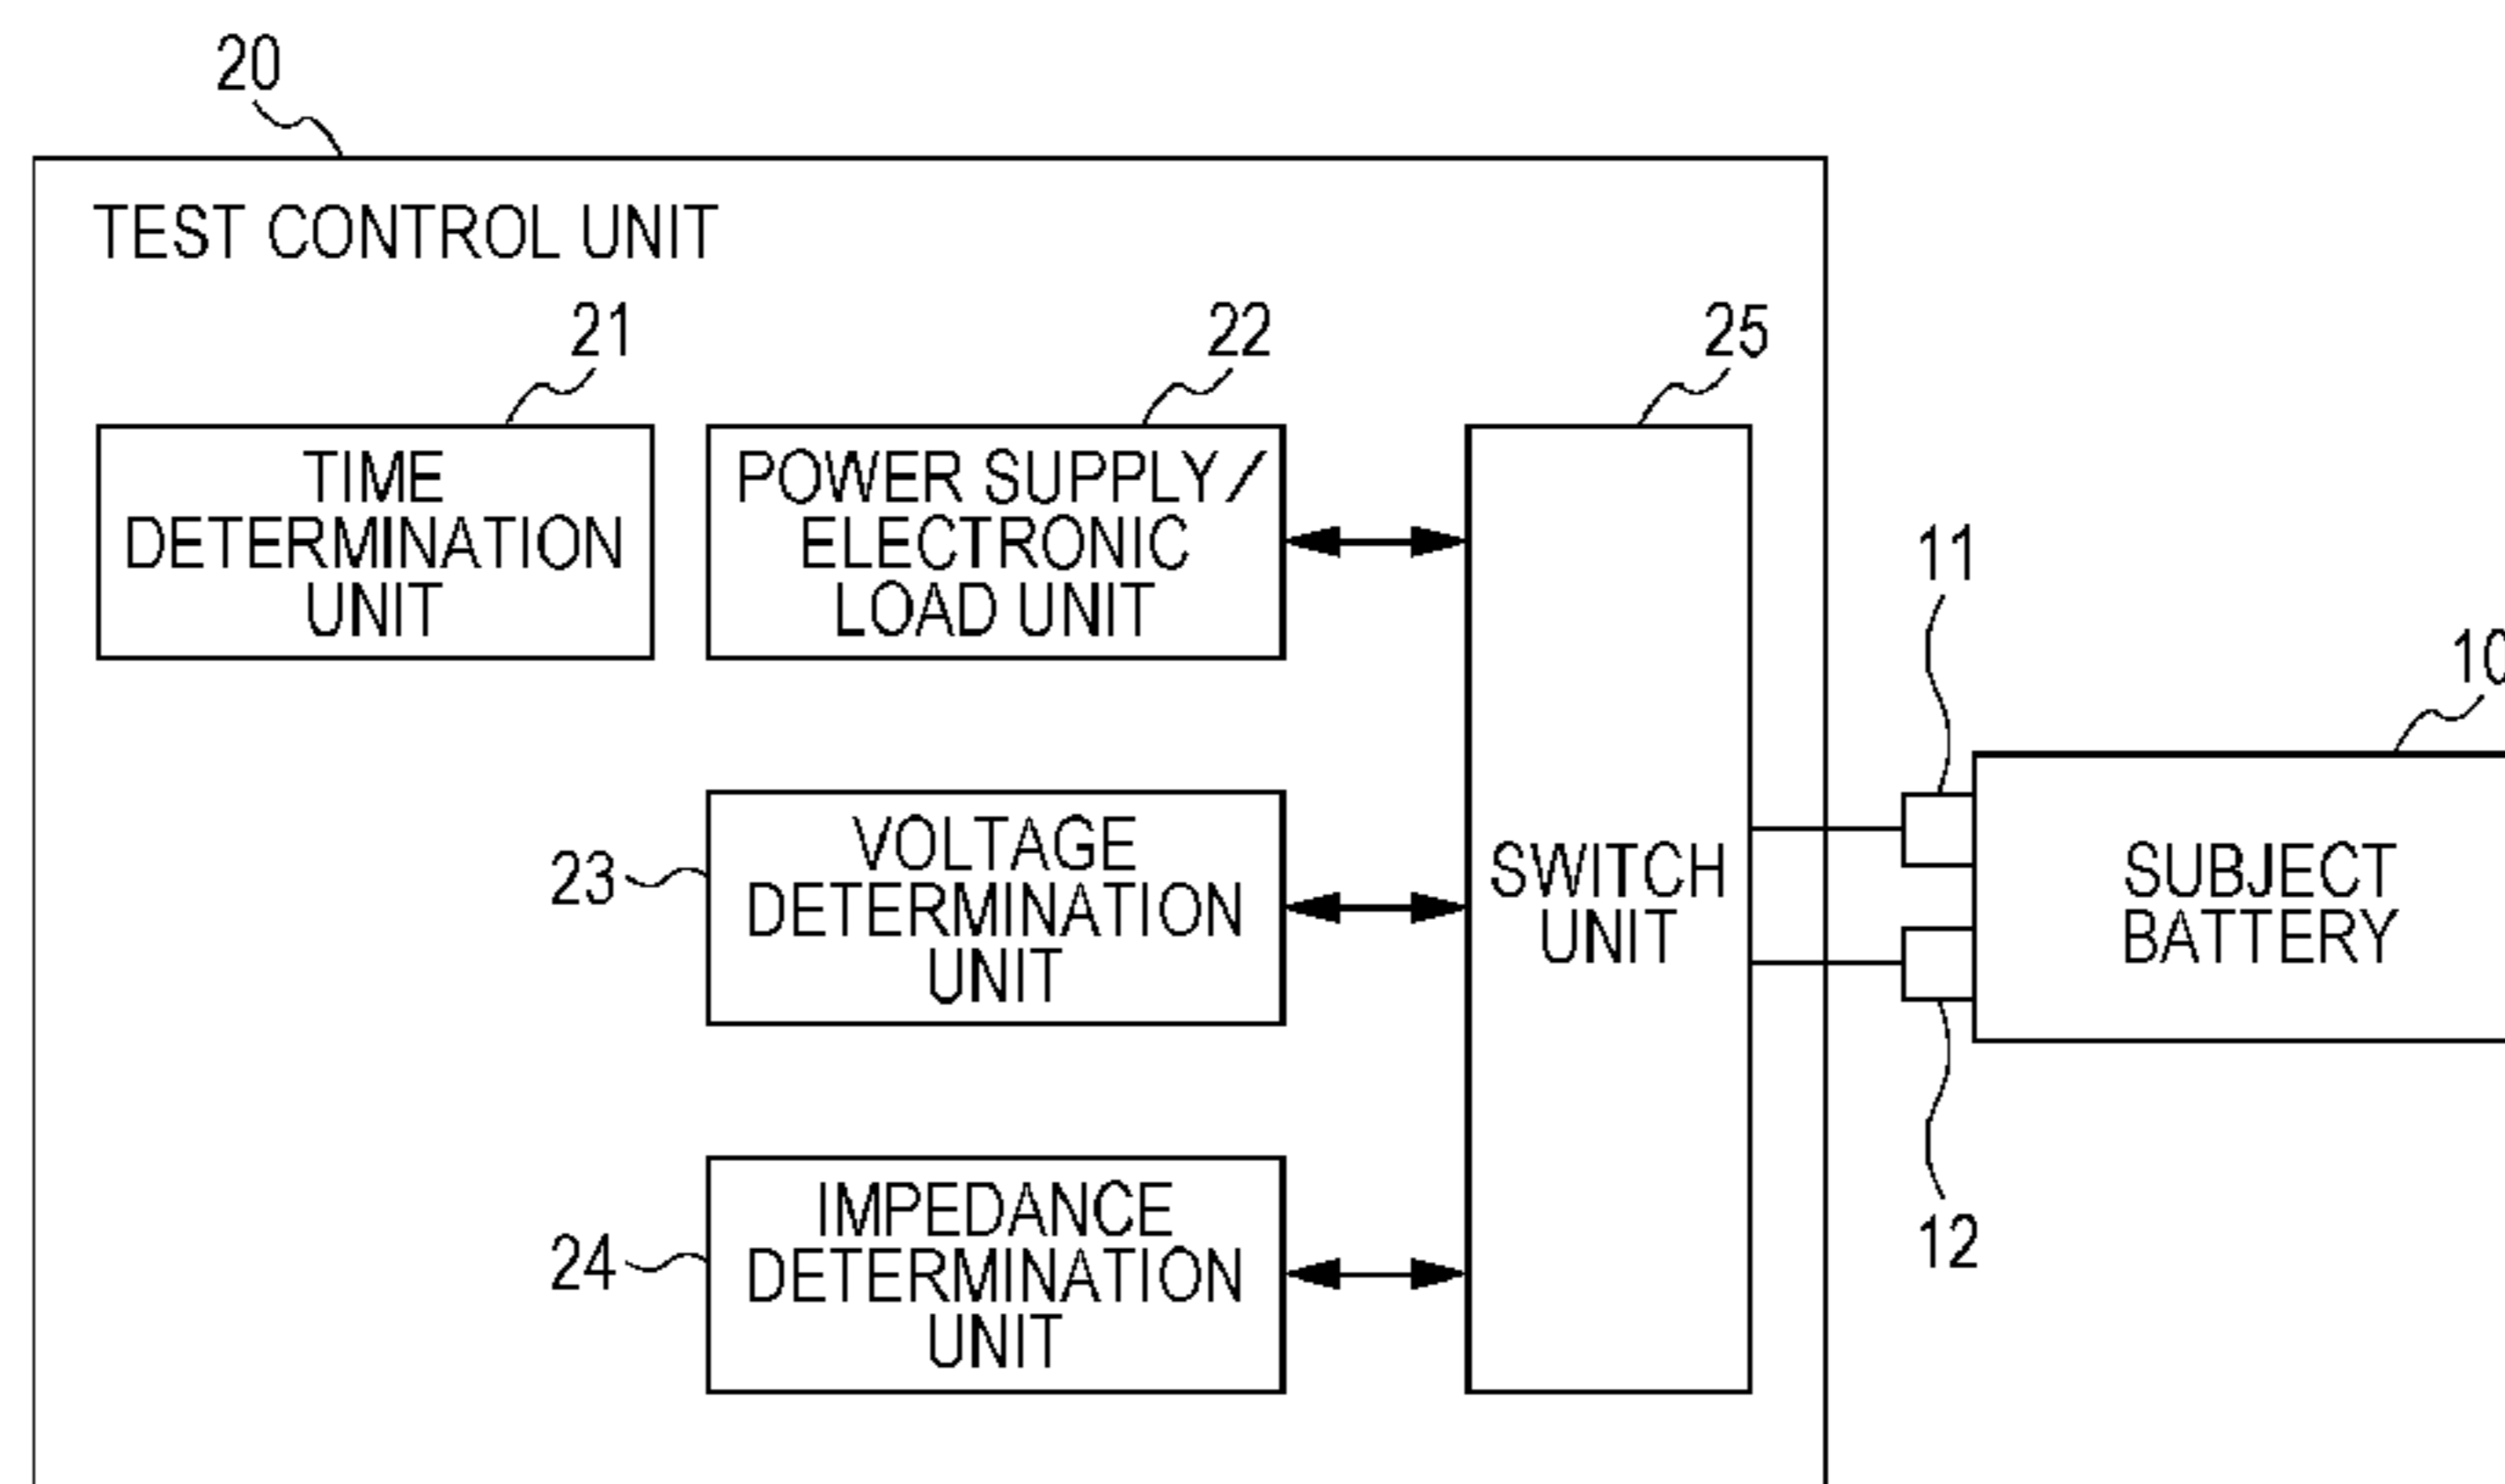 20
TEST CONTROL UNIT
21
22
25
TIME
DETERMINATION
UNIT
POWER SUPPLY/
ELECTRONIC
LOAD UNIT
11
10
23
VOLTAGE
DETERMINATION
UNIT
SWITCH
UNIT
SUBJECT
BATTERY
24
IMPEDANCE
DETERMINATION
UNIT
12